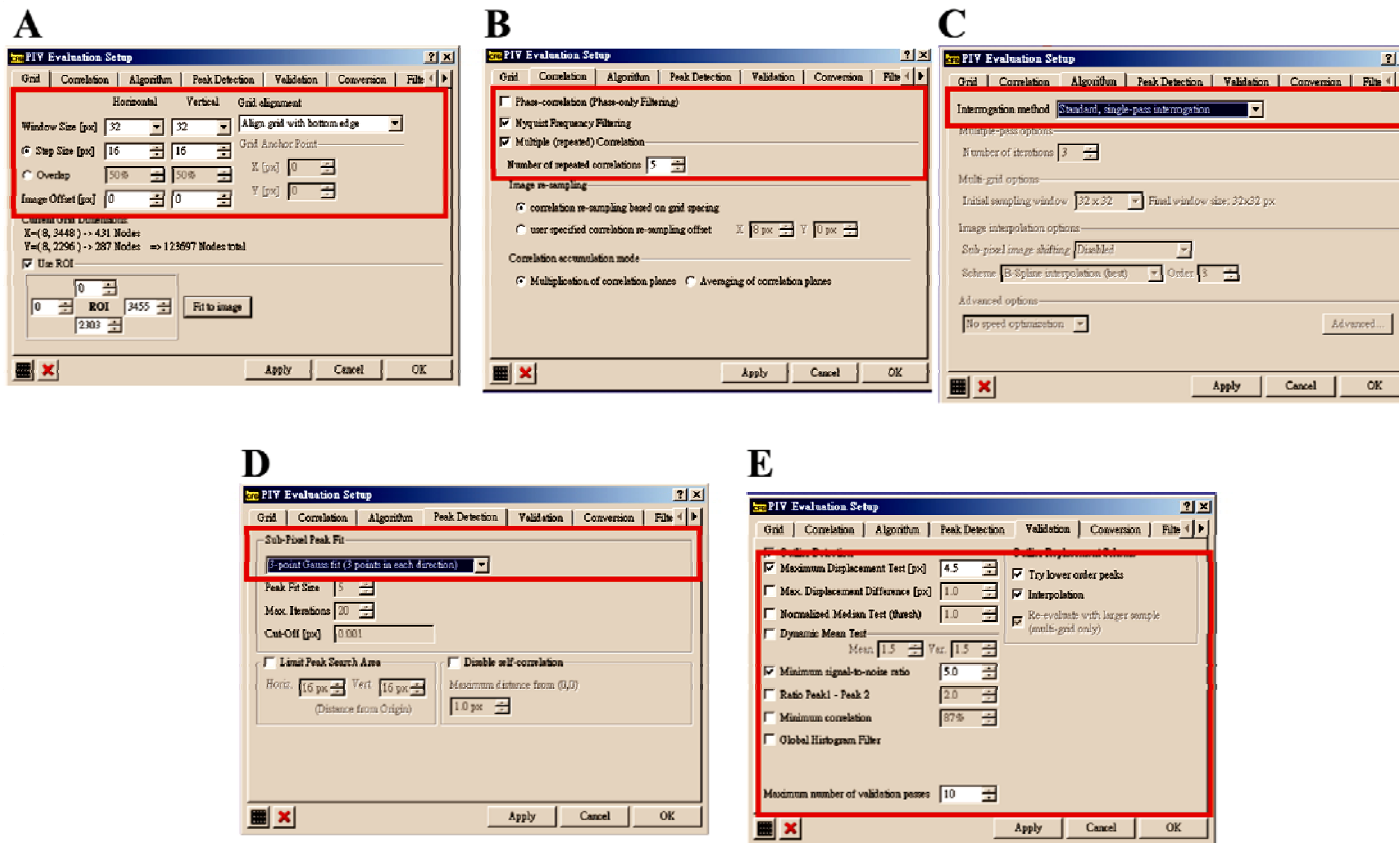 A
PIV Evaluation Setup
Grid Correlation Algorithm Peak Detection Validation Conversion Filte
Horizontal Vertical Grid alignment
Window Size [px] 32 32 Align grid with bottom edge
Step Size [px] 16 16 Grid Anchor Point
Overlap 50% 50% X [px] 0
Image Offset [px] 0 0 Y [px] 0
Current Grid Dimensions:
X=( 8, 3448 ) -> 431 Nodes
Y=( 8, 2296 ) -> 287 Nodes => 123697 Nodes total
Use ROI
0
0 ROI 3455 Fit to image
2303
Apply Cancel OK
B
PIV Evaluation Setup
Grid Correlation Algorithm Peak Detection Validation Conversion Filte
Phase-correlation (Phase-only Filtering)
Nyquist Frequency Filtering
Multiple (repeated) Correlation
Number of repeated correlations 5
Image re-sampling
correlation re-sampling based on grid spacing
user specified correlation re-sampling offset X 8 px Y 0 px
Correlation accumulation mode
Multiplication of correlation planes Averaging of correlation planes
Apply Cancel OK
C
PIV Evaluation Setup
Grid Correlation Algorithm Peak Detection Validation Conversion Filte
Interrogation method Standard, single-pass interrogation
Multiple-pass options
Number of iterations 3
Multi-grid options
Initial sampling window 32 x 32 Final window size: 32x32 px
Image interpolation options
Sub-pixel image shifting Disabled
Scheme B-Spline interpolation (best) Order 3
Advanced options
No speed optimization Advanced...
Apply Cancel OK
D
PIV Evaluation Setup
Grid Correlation Algorithm Peak Detection Validation Conversion Filte
Sub-Pixel Peak Fit
3-point Gauss fit (3 points in each direction)
Peak Fit Size 5
Max. Iterations 20
Cut-Off [px] 0.001
Limit Peak Search Area Disable self-correlation
Horiz. 16 px Vert 16 px Maximum distance from (0,0)
(Distance from Origin) 1.0 px
Apply Cancel OK
E
PIV Evaluation Setup
Grid Correlation Algorithm Peak Detection Validation Conversion Filte
Outlier Detection Outlier Replacement Scheme
Maximum Displacement Test [px] 4.5 Try lower order peaks
Max. Displacement Difference [px] 1.0 Interpolation
Normalized Median Test (thresh) 1.0 Re-evaluate with larger sample
(multi-grid only)
Dynamic Mean Test
Mean 1.5 Var. 1.5
Minimum signal-to-noise ratio 5.0
Ratio Peak1 - Peak 2 2.0
Minimum correlation 87%
Global Histogram Filter
Maximum number of validation passes 10
Apply Cancel OK